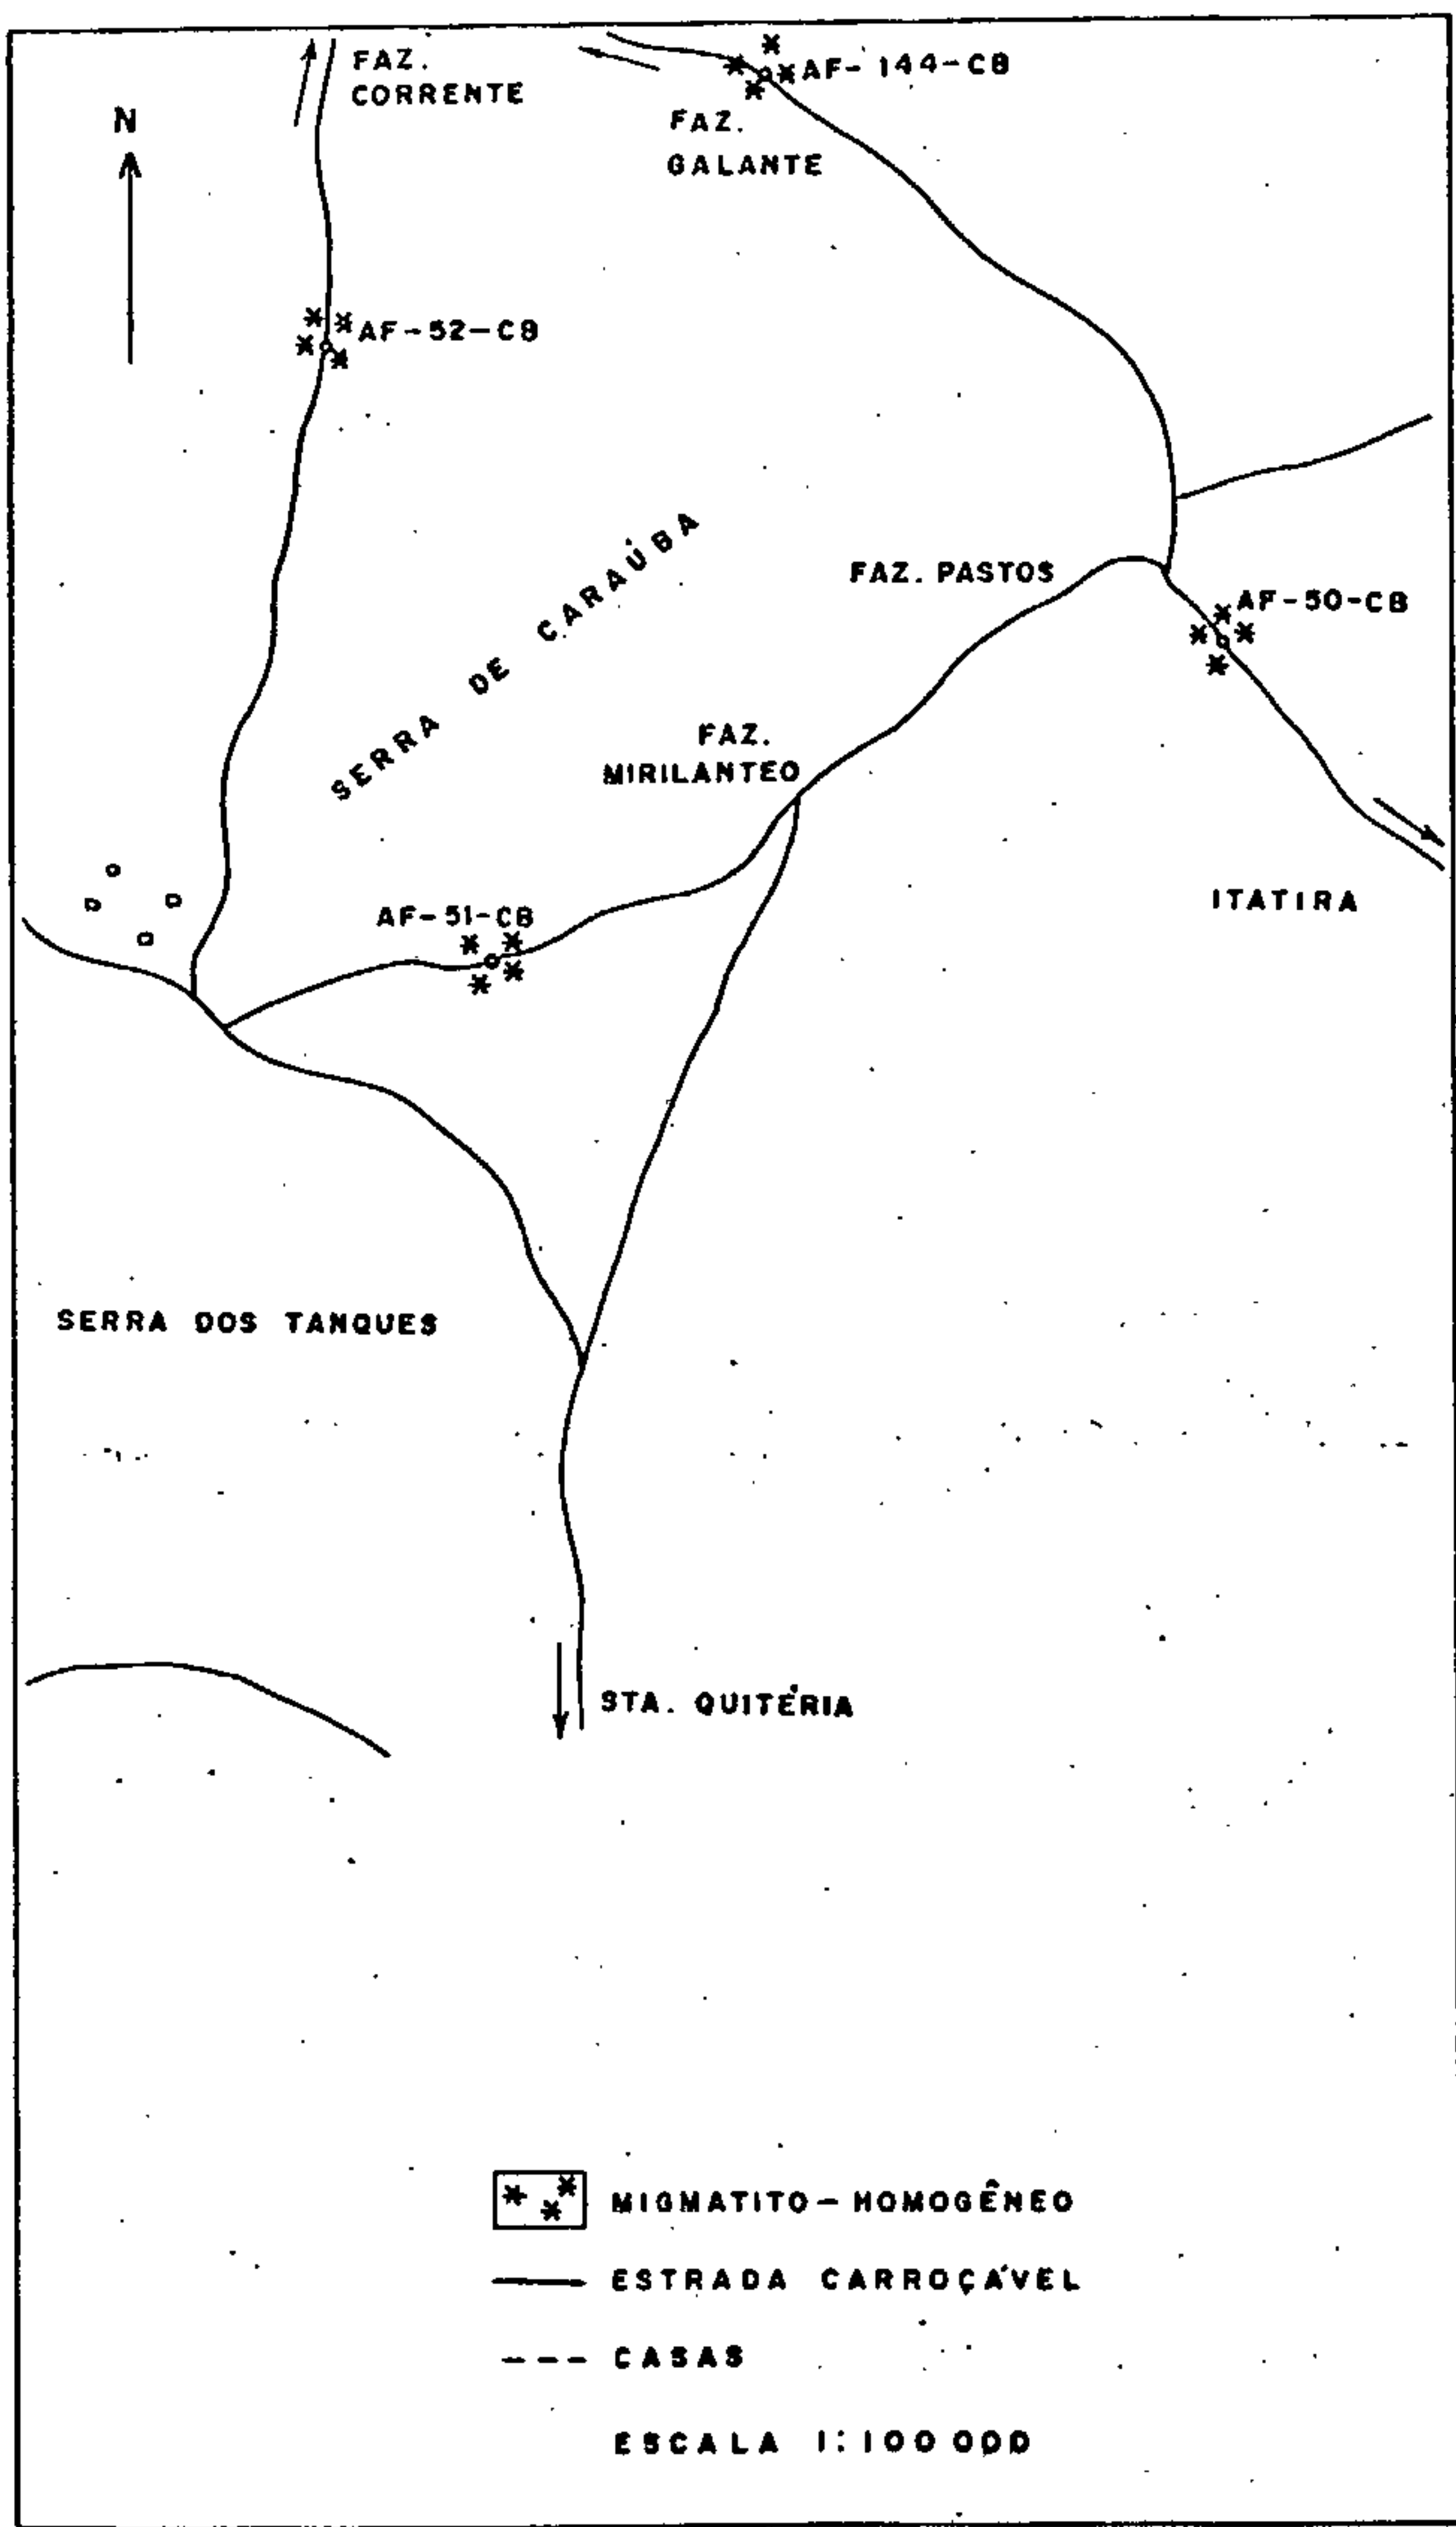 FAZ.
CORRENTE
AF-144-CB
N
FAZ.
GALANTE
AF-52-CB
SERRA DE CARAÚBA
FAZ. PASTOS
AF-50-CB
FAZ.
MIRILANTEO
ITATIRA
AF-51-CB
SERRA DOS TANQUES
STA. QUITÉRIA
MIGMATITO-HOMOGÊNEO
ESTRADA CARROÇÁVEL
CASAS
ESCALA 1:100 000